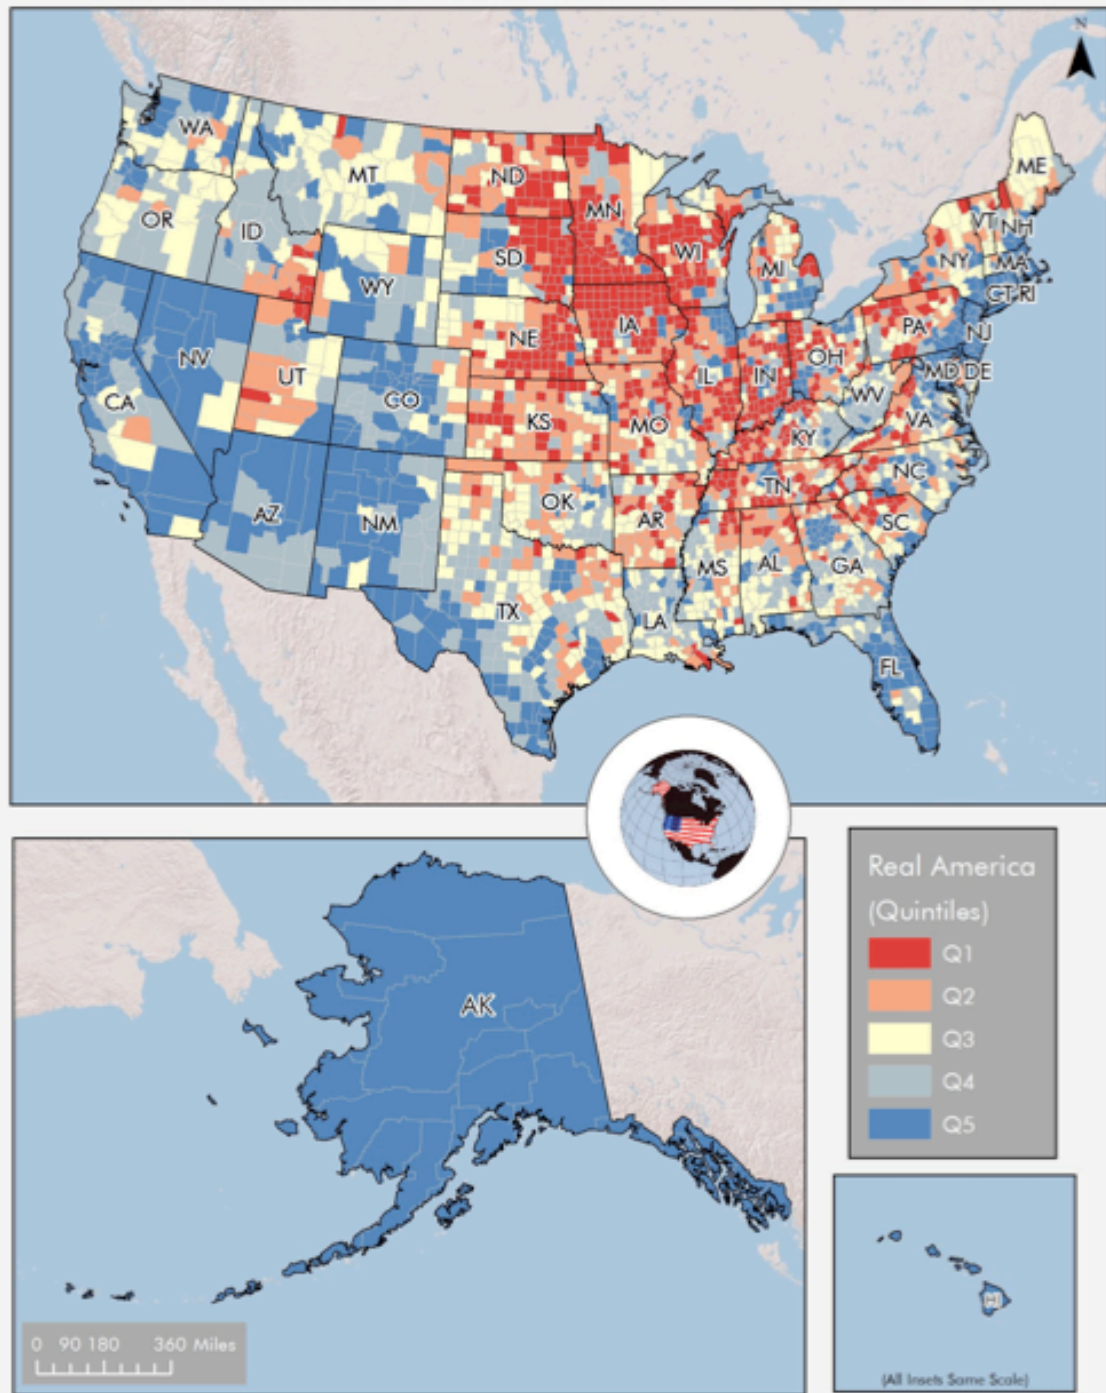 N
WA
MT
ND
MN
ME
OR
ID
SD
WI
MI
VT
NH
NY
MA
WY
CT
RI
NE
IA
PA
NJ
NV
UT
CO
IL
IN
OH
MD
DE
WV
CA
KS
MO
KY
VA
AZ
NM
OK
AR
TN
NC
SC
MS
AL
GA
TX
LA
FL
AK
Real America
(Quintiles)
Q1
Q2
Q3
Q4
Q5
HI
0 90 180 360 Miles
(All Insets Same Scale)